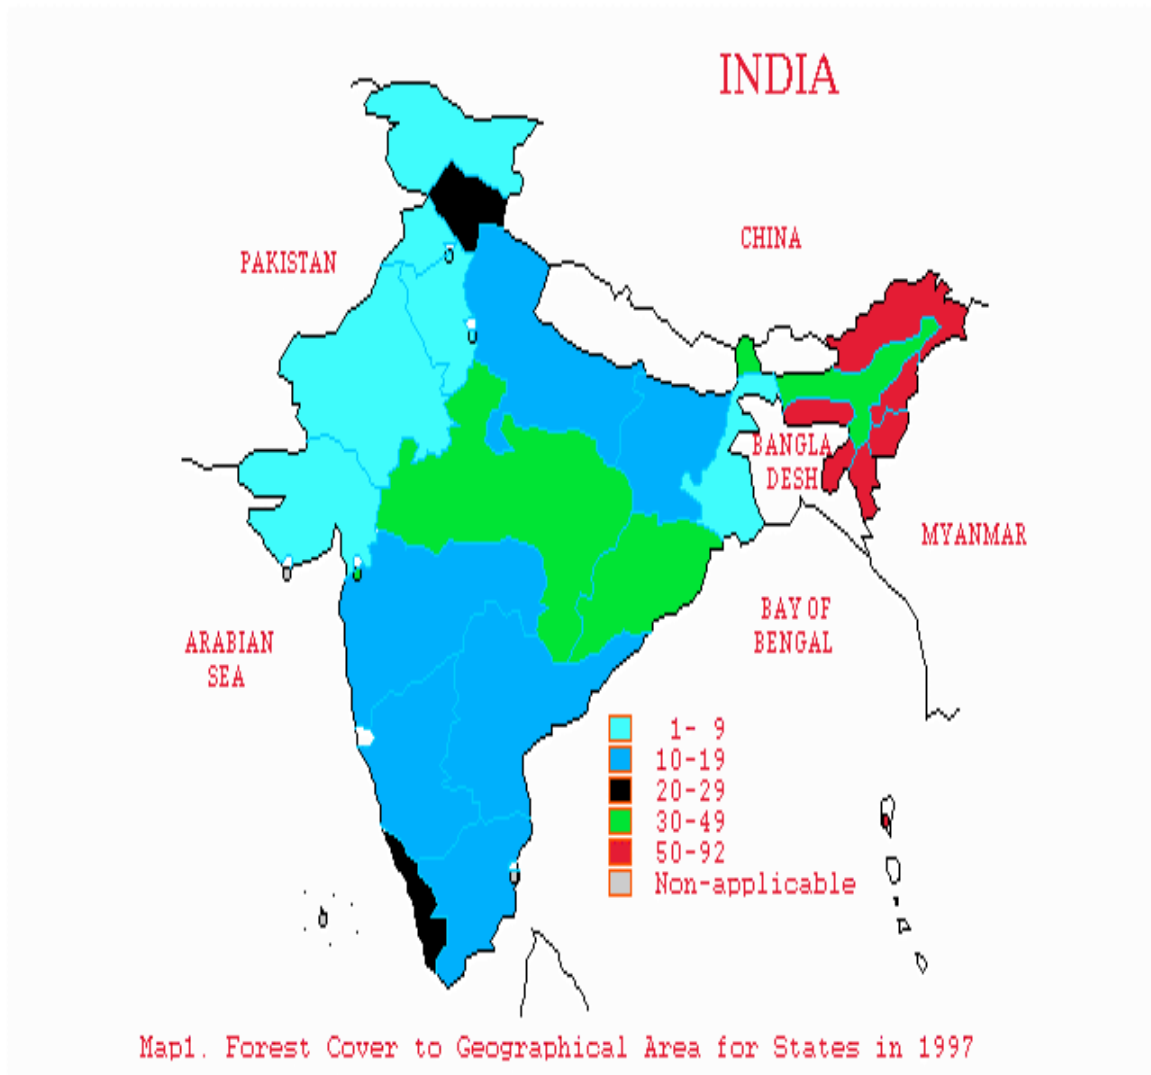 INDIA
CHINA
PAKISTAN
BANGLA
DESH
MYANMAR
BAY OF
BENGAL
ARABIAN
SEA
1- 9
10-19
20-29
30-49
50-92
Non-applicable
Map1. Forest Cover to Geographical Area for States in 1997